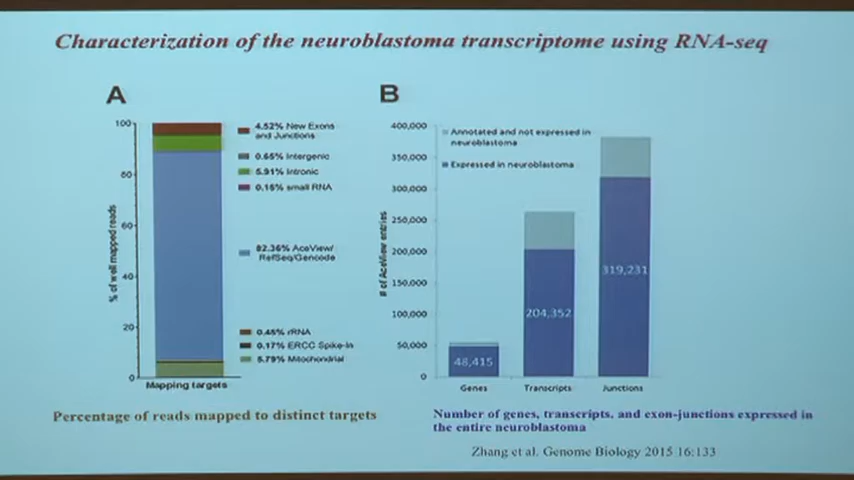 Characterization of the neuroblastoma transcriptome using RNA-seq
A
100
80
60
40
20
0
% of well mapped reads
Mapping targets
4.52% New Exons
and Junctions
0.65% Intergenic
5.91% Intronic
0.16% small RNA
82.36% AceView/
RefSeq/Gencode
0.45% rRNA
0.17% ERCC Spike-In
5.79% Mitochondrial
Percentage of reads mapped to distinct targets
B
400,000
350,000
300,000
250,000
200,000
150,000
100,000
50,000
0
# of AceView entries
Annotated and not expressed in
neuroblastoma
Expressed in neuroblastoma
48,415
204,352
319,231
Genes
Transcripts
Junctions
Number of genes, transcripts, and exon-junctions expressed in
the entire neuroblastoma
Zhang et al. Genome Biology 2015 16:133